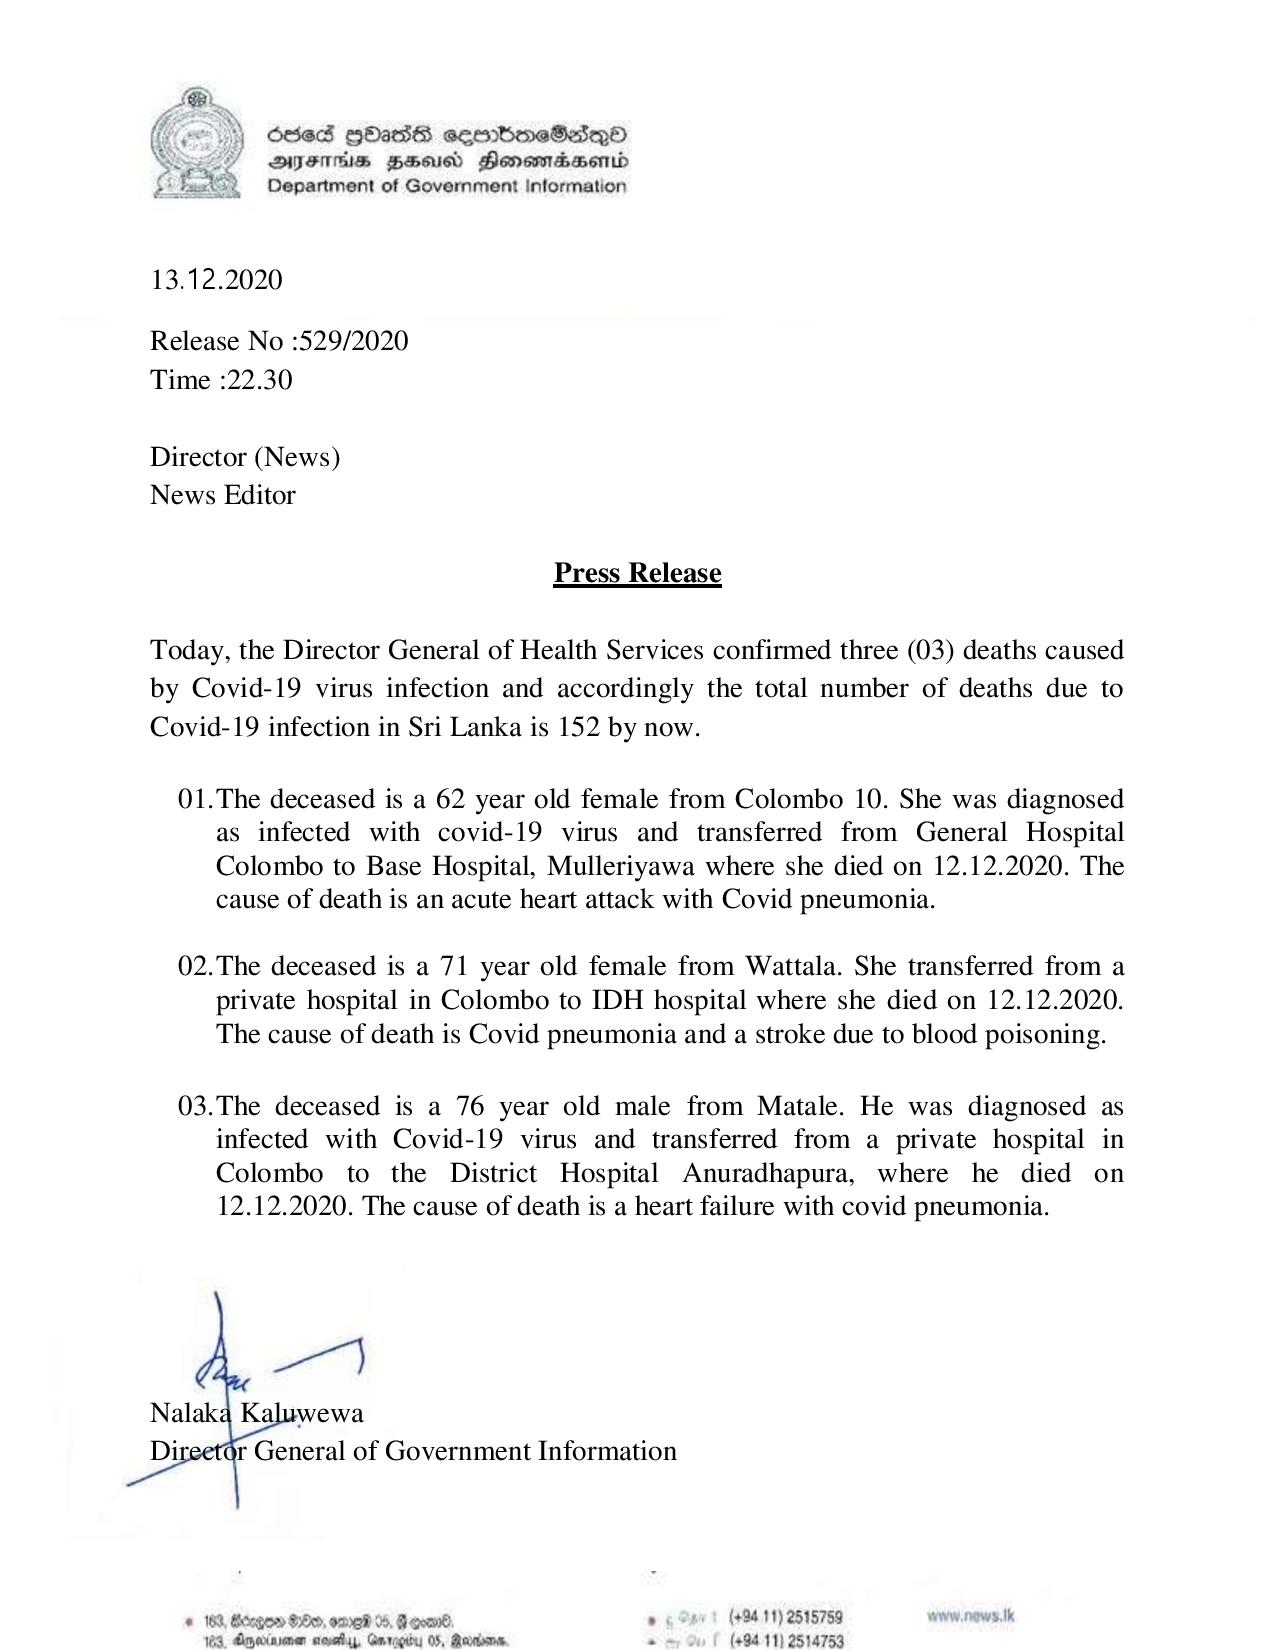 රජයේ ප්‍රවෘත්ති දෙපාර්තමේන්තුව
அரசாங்க தகவல் திணைக்களம்
Department of Government Information
13.12.2020
Release No :529/2020
Time :22.30
Director (News)
News Editor
Press Release
Today, the Director General of Health Services confirmed three (03) deaths caused
by Covid-19 virus infection and accordingly the total number of deaths due to
Covid-19 infection in Sri Lanka is 152 by now.
01.The deceased is a 62 year old female from Colombo 10. She was diagnosed
as infected with covid-19 virus and transferred from General Hospital
Colombo to Base Hospital, Mulleriyawa where she died on 12.12.2020. The
cause of death is an acute heart attack with Covid pneumonia.
02.The deceased is a 71 year old female from Wattala. She transferred from a
private hospital in Colombo to IDH hospital where she died on 12.12.2020.
The cause of death is Covid pneumonia and a stroke due to blood poisoning.
03.The deceased is a 76 year old male from Matale. He was diagnosed as
infected with Covid-19 virus and transferred from a private hospital in
Colombo to the District Hospital Anuradhapura, where he died on
12.12.2020. The cause of death is a heart failure with covid pneumonia.
Nalaka Kaluwewa
Director General of Government Information
163, කිරුලපන මාවත, කොළඹ 05, ශ්‍රී ලංකාව.
163, கிருலப்பனை எவனியு, கொழும்பு 05, இலங்கை.
(+94 11) 2515759
(+94 11) 2514753
www.news.lk